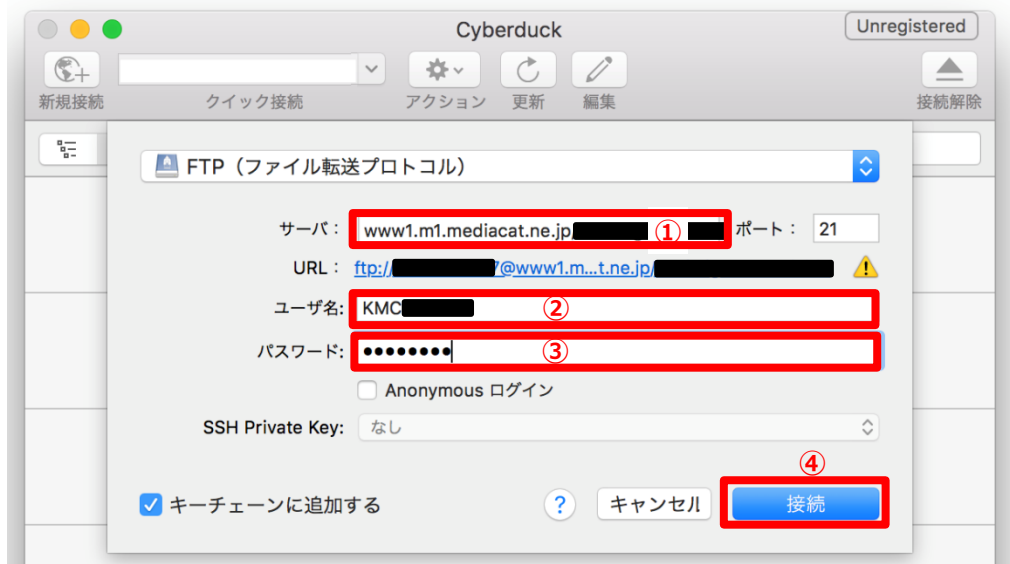 Cyberduck
Unregistered
新規接続
クイック接続
アクション
更新
編集
接続解除
FTP（ファイル転送プロトコル）
サーバ： www1.m1.mediacat.ne.jp/ ① ポート： 21
URL： ftp:// 7@www1.m...t.ne.jp/
ユーザ名: KMC ②
パスワード: ●●●●●●●● ③
Anonymous ログイン
SSH Private Key: なし
④
キーチェーンに追加する ? キャンセル 接続